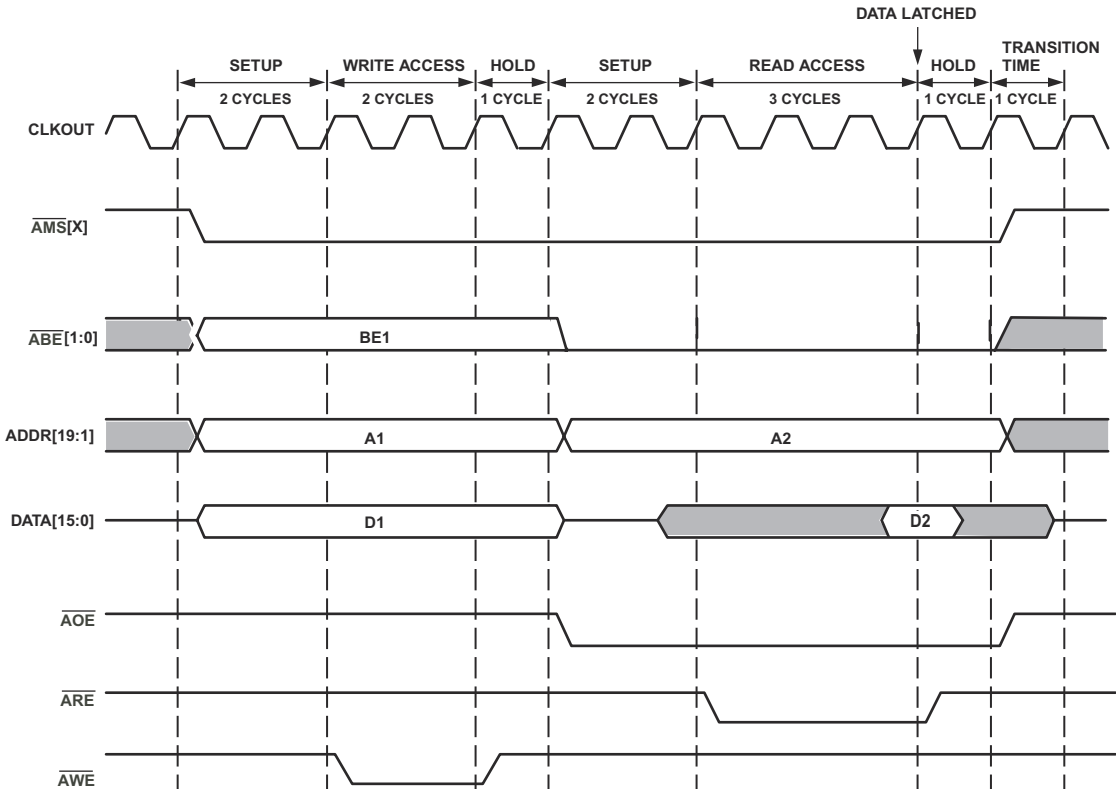 DATA LATCHED
SETUP WRITE ACCESS HOLD SETUP READ ACCESS HOLD TRANSITION TIME
2 CYCLES 2 CYCLES 1 CYCLE 2 CYCLES 3 CYCLES 1 CYCLE 1 CYCLE
CLKOUT
AMS[X]
ABE[1:0] BE1
ADDR[19:1] A1 A2
DATA[15:0] D1 D2
AOE
ARE
AWE